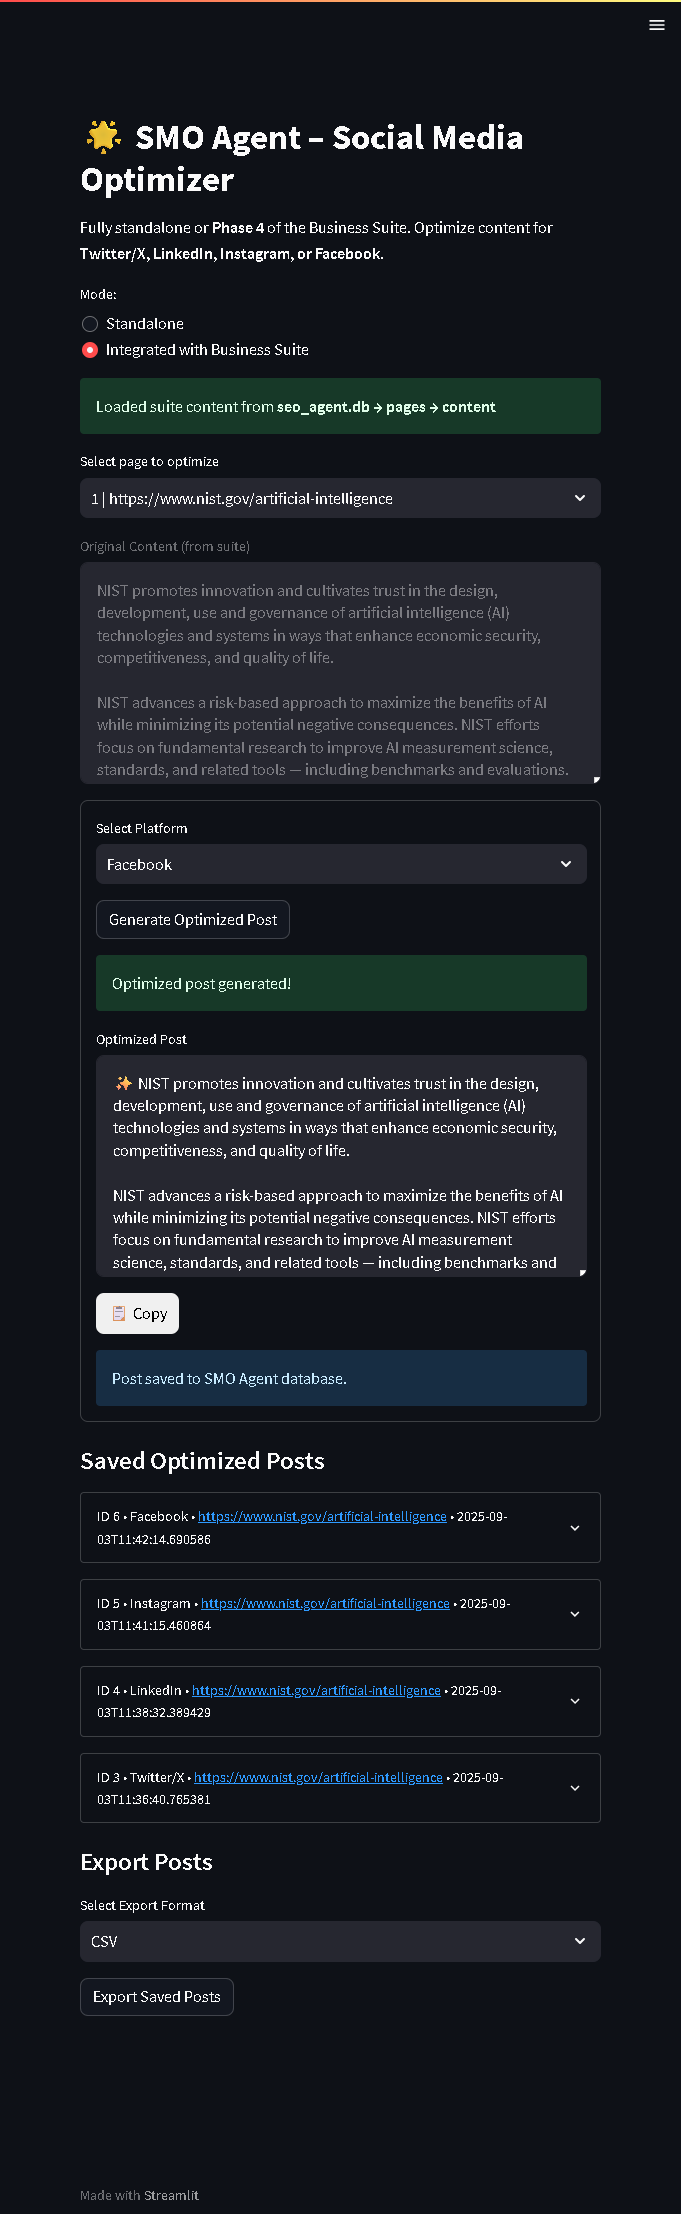 🌟 SMO Agent – Social Media
Optimizer
Fully standalone or Phase 4 of the Business Suite. Optimize content for
Twitter/X, LinkedIn, Instagram, or Facebook.
Mode:
Standalone
Integrated with Business Suite
Loaded suite content from seo_agent.db → pages → content
Select page to optimize
1 | https://www.nist.gov/artificial-intelligence
Original Content (from suite)
NIST promotes innovation and cultivates trust in the design,
development, use and governance of artificial intelligence (AI)
technologies and systems in ways that enhance economic security,
competitiveness, and quality of life.
NIST advances a risk-based approach to maximize the benefits of AI
while minimizing its potential negative consequences. NIST efforts
focus on fundamental research to improve AI measurement science,
standards, and related tools — including benchmarks and evaluations.
Select Platform
Facebook
Generate Optimized Post
Optimized post generated!
Optimized Post
✨ NIST promotes innovation and cultivates trust in the design,
development, use and governance of artificial intelligence (AI)
technologies and systems in ways that enhance economic security,
competitiveness, and quality of life.
NIST advances a risk-based approach to maximize the benefits of AI
while minimizing its potential negative consequences. NIST efforts
focus on fundamental research to improve AI measurement
science, standards, and related tools — including benchmarks and
📋 Copy
Post saved to SMO Agent database.
Saved Optimized Posts
ID 6 • Facebook • https://www.nist.gov/artificial-intelligence • 2025-09-
03T11:42:14.690586
ID 5 • Instagram • https://www.nist.gov/artificial-intelligence • 2025-09-
03T11:41:15.460864
ID 4 • LinkedIn • https://www.nist.gov/artificial-intelligence • 2025-09-
03T11:38:32.389429
ID 3 • Twitter/X • https://www.nist.gov/artificial-intelligence • 2025-09-
03T11:36:40.765381
Export Posts
Select Export Format
CSV
Export Saved Posts
Made with Streamlit